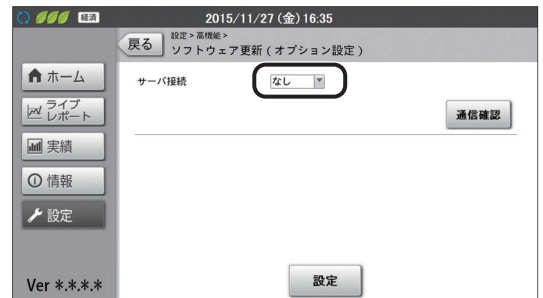 経済 2015/11/27 (金) 16:35
戻る 設定 > 高機能 >
ソフトウェア更新 ( オプション設定 )
ホーム
ライブ
レポート
実績
情報
設定
Ver *.*.*.*
サーバ接続 なし
通信確認
設定